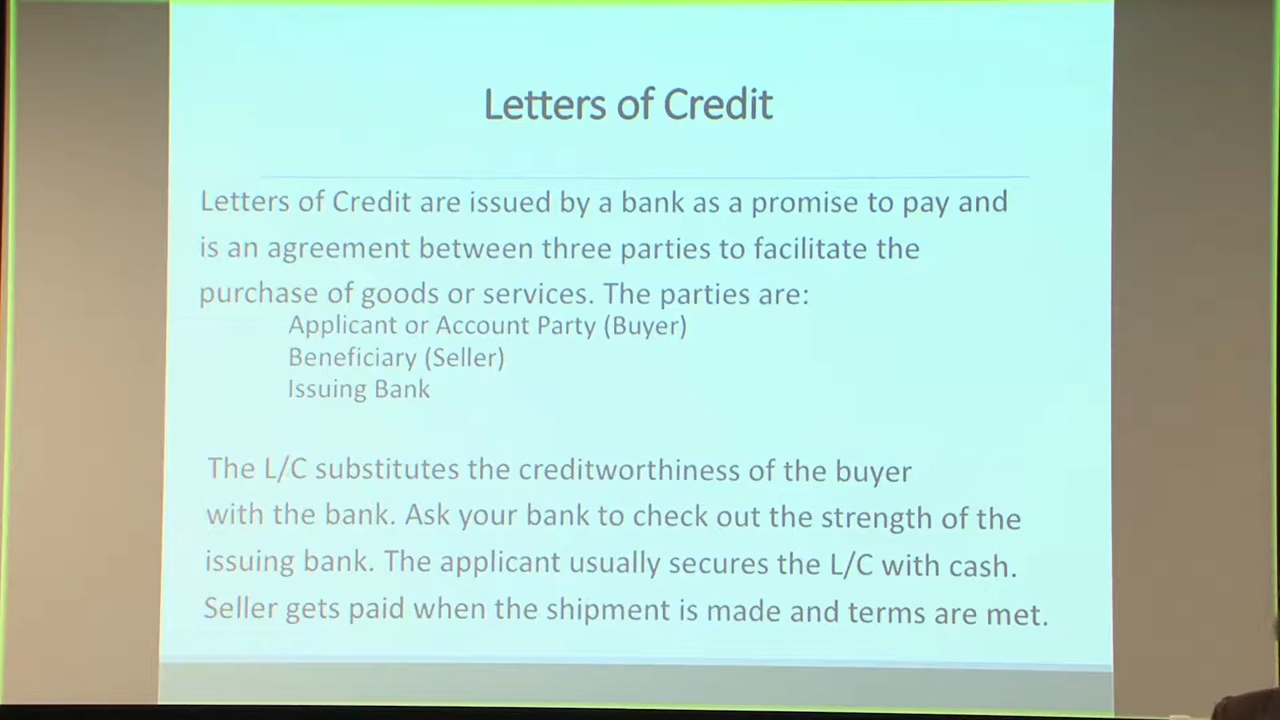 Letters of Credit
Letters of Credit are issued by a bank as a promise to pay and
is an agreement between three parties to facilitate the
purchase of goods or services. The parties are:
Applicant or Account Party (Buyer)
Beneficiary (Seller)
Issuing Bank
The L/C substitutes the creditworthiness of the buyer
with the bank. Ask your bank to check out the strength of the
issuing bank. The applicant usually secures the L/C with cash.
Seller gets paid when the shipment is made and terms are met.